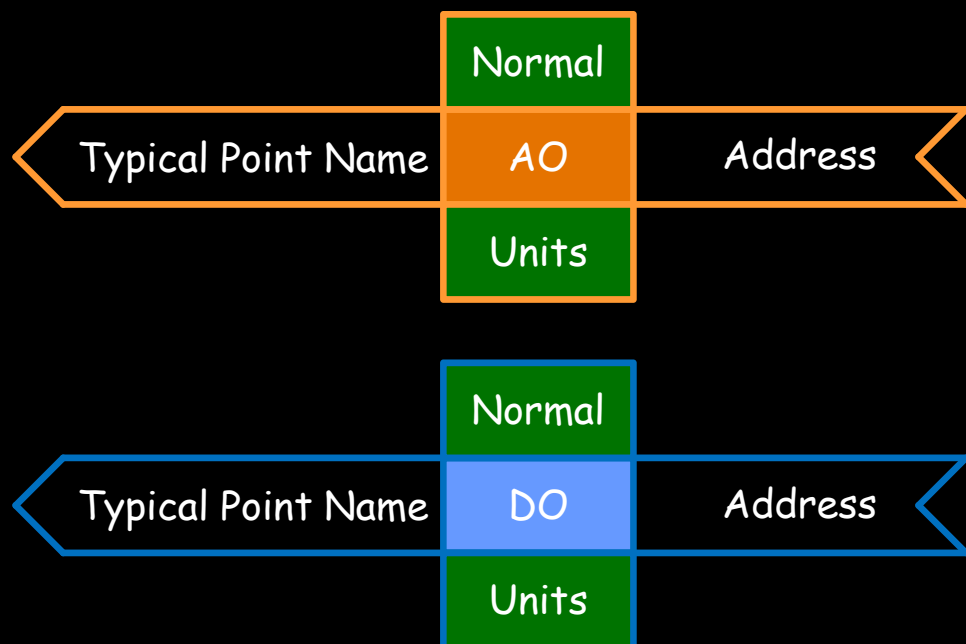 Normal
Typical Point Name AO Address
Units
Normal
Typical Point Name DO Address
Units